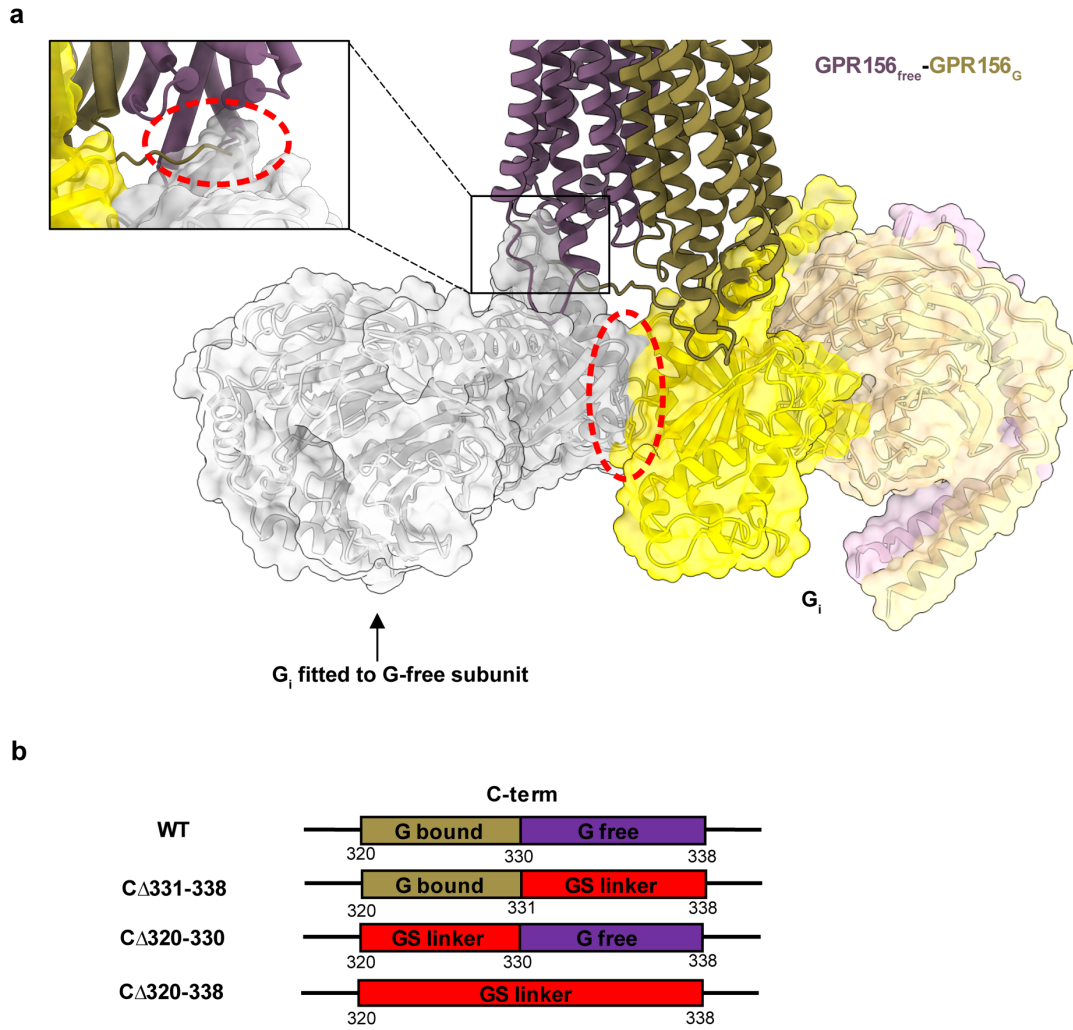 a
GPR156free-GPR156G
Gi
Gi fitted to G-free subunit
b
C-term
WT
G bound G free
320 330 338
CΔ331-338
G bound GS linker
320 331 338
CΔ320-330
GS linker G free
320 330 338
CΔ320-338
GS linker
320 338